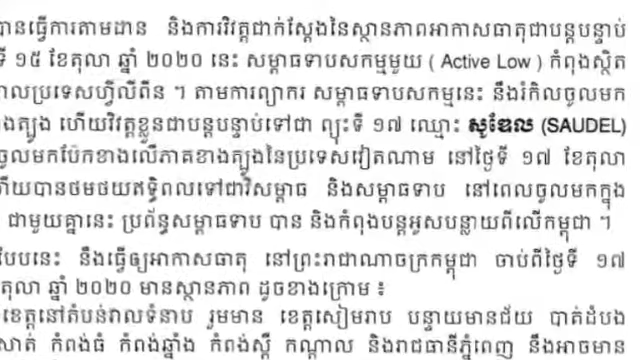 បានធ្វើការតាមដាន និងការវិវត្តជាក់ស្តែងនៃស្ថានភាពអាកាសធាតុជាបន្តបន្ទាប់
ទី ១៥ ខែតុលា ឆ្នាំ ២០២០ នេះ សម្ពាធទាបសកម្មមួយ ( Active Low ) កំពុងស្ថិត
ប្រទេសហ្វីលីពីន ។ តាមការព្យាករ សម្ពាធទាបសកម្មនេះ នឹងរំកិលចូលមក
ត្បូង ហើយវិវត្តខ្លួនជាបន្តបន្ទាប់ទៅជា ព្យុះទី ១៧ ឈ្មោះ សូឌែល (SAUDEL)
ចូលមកប៉ែកខាងលើភាគខាងត្បូងនៃប្រទេសវៀតណាម នៅថ្ងៃទី ១៧ ខែតុលា
ហើយបានថមថយឥទ្ធិពលទៅជាវិសម្ពាធ និងសម្ពាធទាប នៅពេលចូលមកក្នុង
ជាមួយគ្នានេះ ប្រព័ន្ធសម្ពាធទាប បាន និងកំពុងបន្តអូសបន្លាយពីលើកម្ពុជា ។
បែបនេះ នឹងធ្វើឲ្យអាកាសធាតុ នៅព្រះរាជាណាចក្រកម្ពុជា ចាប់ពីថ្ងៃទី ១៧
តុលា ឆ្នាំ ២០២០ មានស្ថានភាព ដូចខាងក្រោម ៖
ខេត្តនៅតំបន់វាលទំនាប រួមមាន ខេត្តសៀមរាប បន្ទាយមានជ័យ បាត់ដំបង
សាត់ កំពង់ធំ កំពង់ឆ្នាំង កំពង់ស្ពឺ កណ្តាល និងរាជធានីភ្នំពេញ នឹងអាចមាន